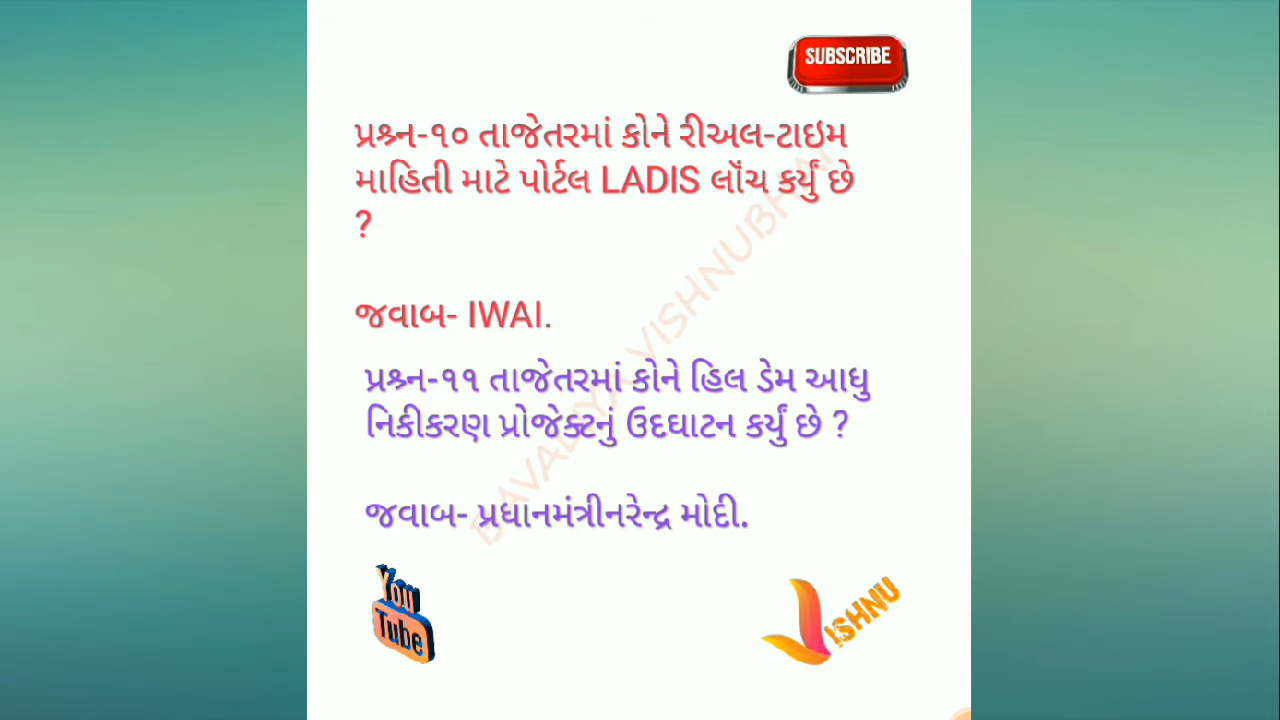 SUBSCRIBE
પ્રશ્ર્ન-૧૦ તાજેતરમાં કોને રીઅલ-ટાઇમ
માહિતી માટે પોર્ટલ LADIS લૉંચ કર્યું છે
?
જવાબ- IWAI.
પ્રશ્ર્ન-૧૧ તાજેતરમાં કોને હિલ ડેમ આધુ
નિકીકરણ પ્રોજેક્ટનું ઉદઘાટન કર્યું છે ?
જવાબ- પ્રધાનમંત્રીનરેન્દ્ર મોદી.
You
Tube
VISHNU